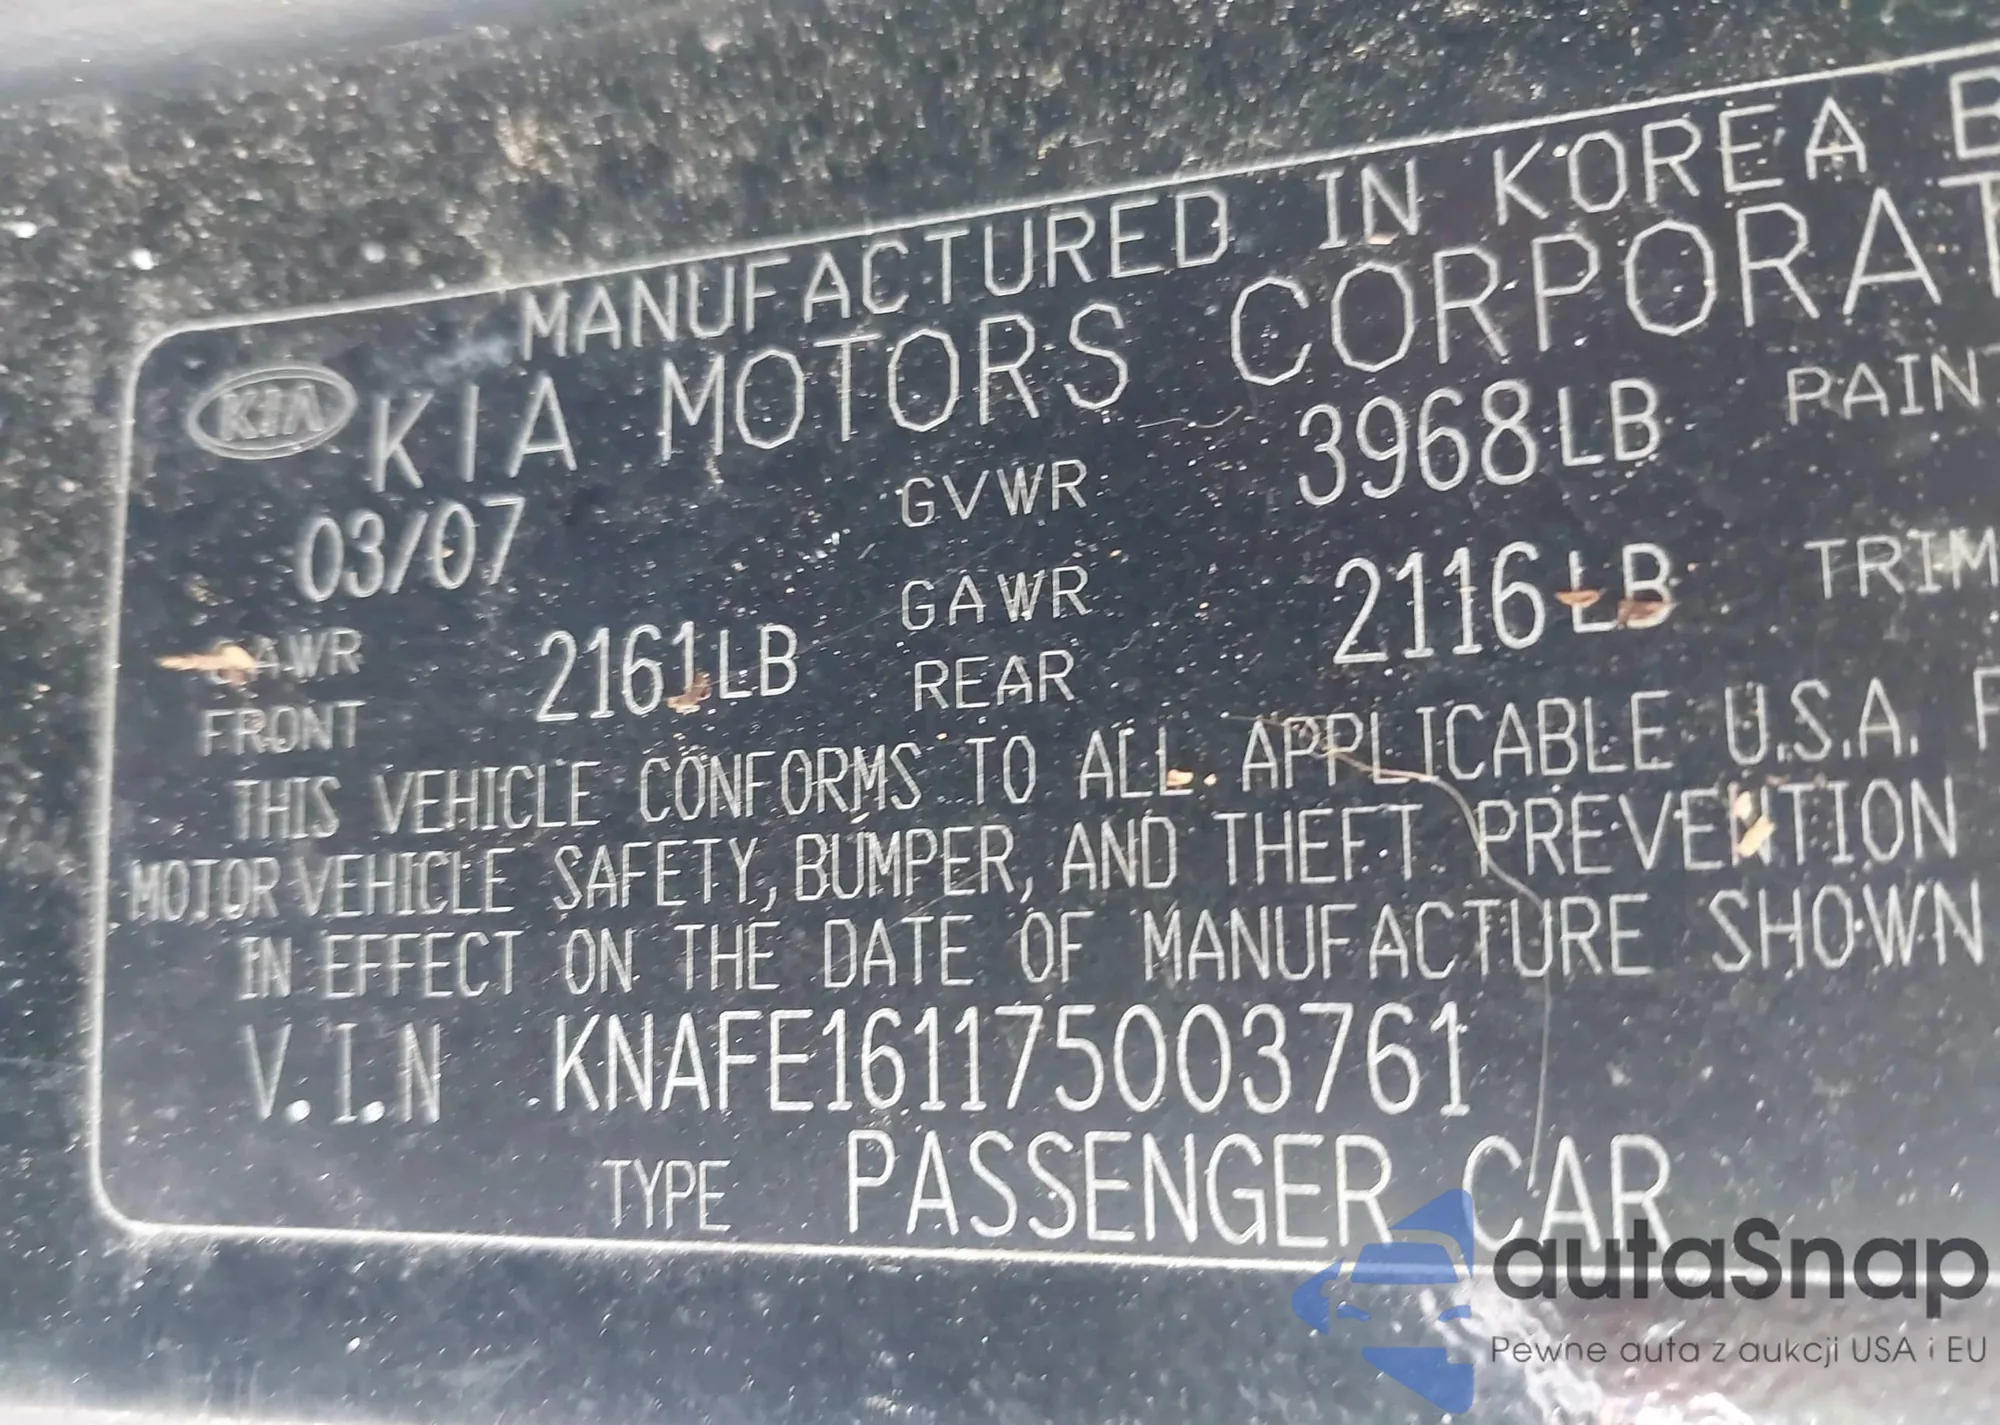 MANUFACTURED IN KOREA B
KIA KIA MOTORS CORPORAT
03/07 GVWR 3968LB PAINT
GAWR FRONT 2161LB GAWR REAR 2116LB TRIM
THIS VEHICLE CONFORMS TO ALL APPLICABLE U.S.A. F
MOTOR VEHICLE SAFETY, BUMPER, AND THEFT PREVENTION
IN EFFECT ON THE DATE OF MANUFACTURE SHOWN
V.I.N KNAFE161175003761
TYPE PASSENGER CAR
autaSnap
Pewne auta z aukcji USA i EU